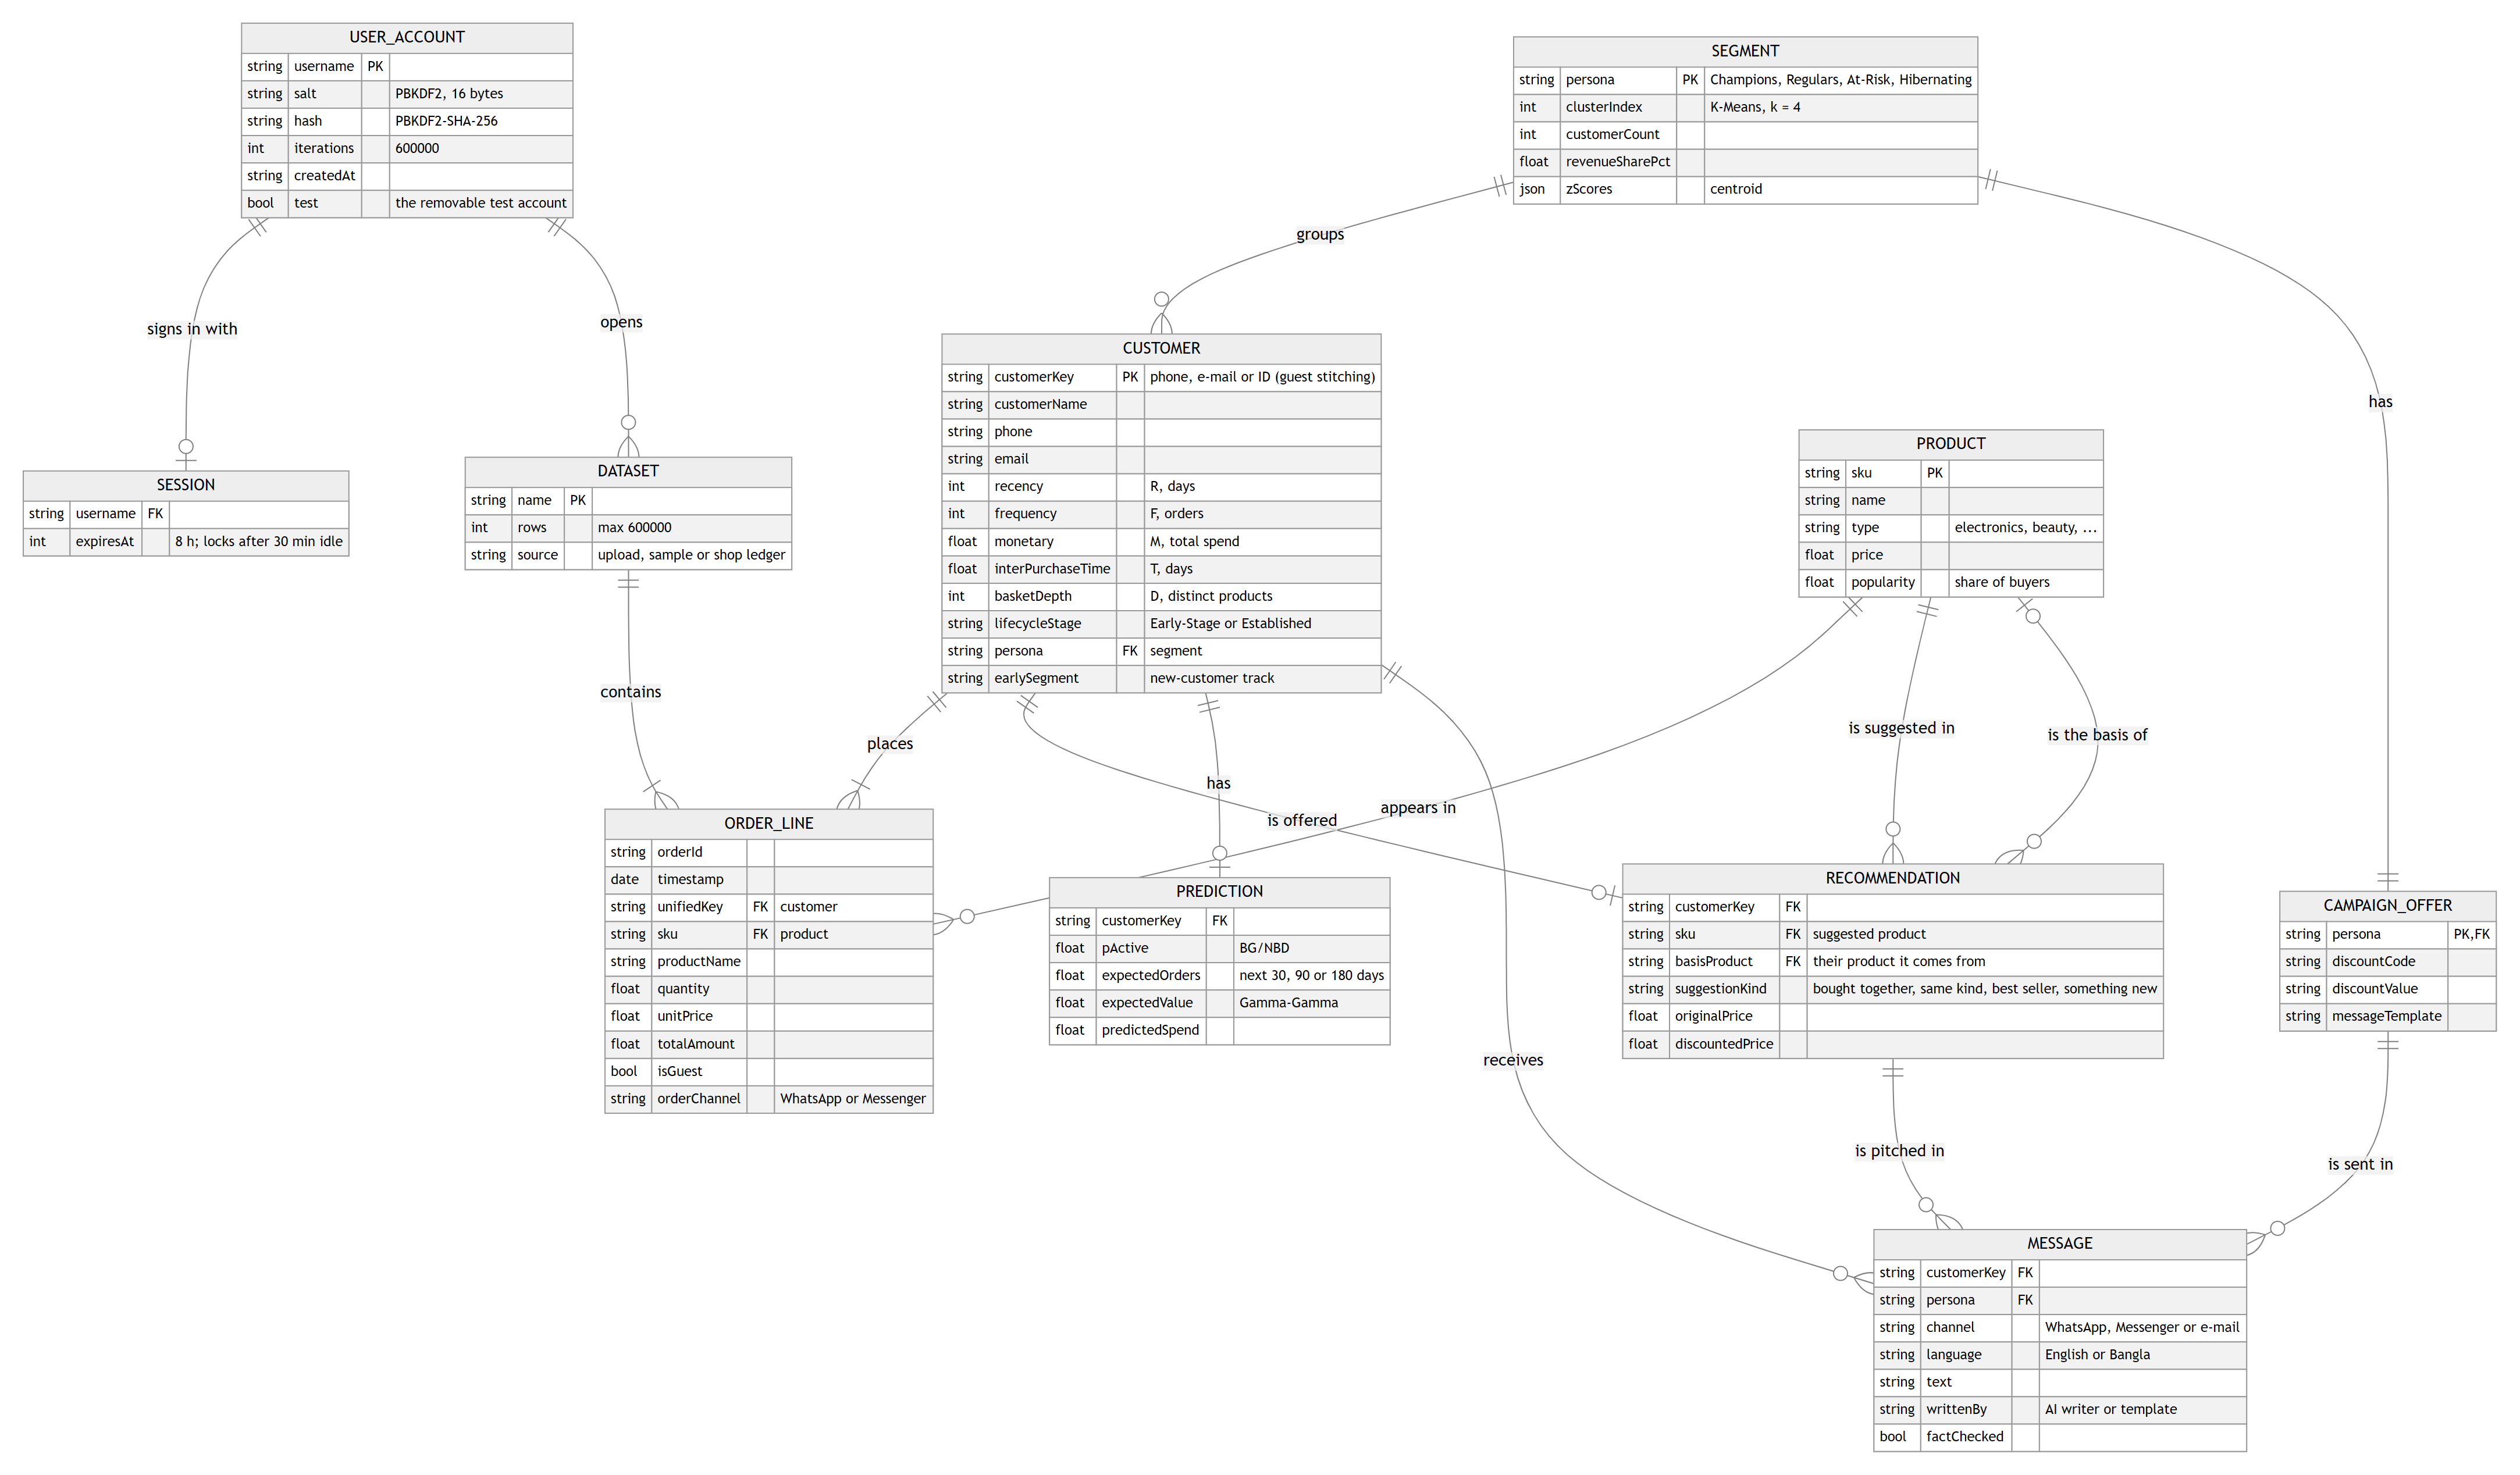 USER_ACCOUNT
string username PK
string salt PBKDF2, 16 bytes
string hash PBKDF2-SHA-256
int iterations 600000
string createdAt
bool test the removable test account
SEGMENT
string persona PK Champions, Regulars, At-Risk, Hibernating
int clusterIndex K-Means, k = 4
int customerCount
float revenueSharePct
json zScores centroid
groups
signs in with
opens
has
CUSTOMER
string customerKey PK phone, e-mail or ID (guest stitching)
string customerName
string phone
string email
int recency R, days
int frequency F, orders
float monetary M, total spend
float interPurchaseTime T, days
int basketDepth D, distinct products
string lifecycleStage Early-Stage or Established
string persona FK segment
string earlySegment new-customer track
PRODUCT
string sku PK
string name
string type electronics, beauty, ...
float price
float popularity share of buyers
SESSION
string username FK
int expiresAt 8 h; locks after 30 min idle
DATASET
string name PK
int rows max 600000
string source upload, sample or shop ledger
contains
places
has
is offered
appears in
is suggested in
is the basis of
ORDER_LINE
string orderId
date timestamp
string unifiedKey FK customer
string sku FK product
string productName
float quantity
float unitPrice
float totalAmount
bool isGuest
string orderChannel WhatsApp or Messenger
PREDICTION
string customerKey FK
float pActive BG/NBD
float expectedOrders next 30, 90 or 180 days
float expectedValue Gamma-Gamma
float predictedSpend
RECOMMENDATION
string customerKey FK
string sku FK suggested product
string basisProduct FK their product it comes from
string suggestionKind bought together, same kind, best seller, something new
float originalPrice
float discountedPrice
CAMPAIGN_OFFER
string persona PK,FK
string discountCode
string discountValue
string messageTemplate
receives
is pitched in
is sent in
MESSAGE
string customerKey FK
string persona FK
string channel WhatsApp, Messenger or e-mail
string language English or Bangla
string text
string writtenBy AI writer or template
bool factChecked